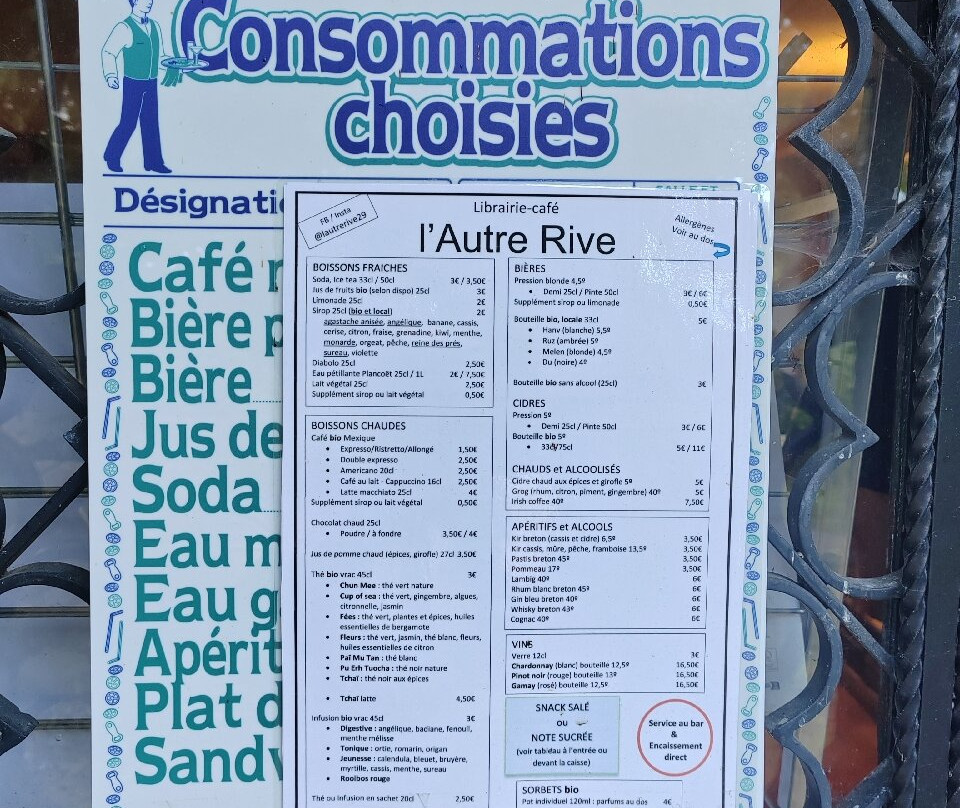 Consommations
choisies
Désignati
Café
Bière p
Bière
Jus de
Soda
Eau m
Eau g
Apérit
Plat d
Sandw
FB / Insta
@lautrerive29
Librairie-café
l'Autre Rive
Allergènes
Voir au dos
BOISSONS FRAICHES
Soda, Ice tea 33cl / 50cl 3€ / 3,50€
Jus de fruits bio (selon dispo) 25cl 3€
Limonade 25cl 2€
Sirop 25cl (bio et local) 2€
agastache anisée, angélique, banane, cassis,
cerise, citron, fraise, grenadine, kiwi, menthe,
monarde, orgeat, pêche, reine des prés,
sureau, violette
Diabolo 25cl 2,50€
Eau pétillante Plancoët 25cl / 1L 2€ / 7,50€
Lait végétal 25cl 2,50€
Supplément sirop ou lait végétal 0,50€
BOISSONS CHAUDES
Café bio Mexique
• Expresso/Ristretto/Allongé 1,50€
• Double expresso 2,50€
• Americano 20cl 2,50€
• Café au lait - Cappuccino 16cl 2,50€
• Latte macchiato 25cl 4€
Supplément sirop ou lait végétal 0,50€
Chocolat chaud 25cl
• Poudre / à fondre 3,50€ / 4€
Jus de pomme chaud (épices, girofle) 27cl 3,50€
Thé bio vrac 45cl 3€
• Chun Mee : thé vert nature
• Cup of sea : thé vert, gingembre, algues,
citronnelle, jasmin
• Fées : thé vert, plantes et épices, huiles
essentielles de bergamote
• Fleurs : thé vert, jasmin, thé blanc, fleurs,
huiles essentielles de citron
• Paï Mu Tan : thé blanc
• Pu Erh Tuocha : thé noir nature
• Tchaï : thé noir aux épices
• Tchaï latte 4,50€
Infusion bio vrac 45cl 3€
• Digestive : angélique, badiane, fenouil,
menthe mélisse
• Tonique : ortie, romarin, origan
• Jeunesse : calendula, bleuet, bruyère,
myrtille, cassis, menthe, sureau
• Rooibos rouge
Thé ou Infusion en sachet 20cl 2,50€
BIÈRES
Pression blonde 4,5º
• Demi 25cl / Pinte 50cl 3€ / 6€
Supplément sirop ou limonade 0,50€
Bouteille bio, locale 33cl 5€
• Hanv (blanche) 5,5º
• Ruz (ambrée) 5º
• Melen (blonde) 4,5º
• Du (noire) 4º
Bouteille bio sans alcool (25cl) 3€
CIDRES
Pression 5º
• Demi 25cl / Pinte 50cl 3€ / 6€
Bouteille bio 5º
• 33cl/75cl 5€ / 11€
CHAUDS et ALCOOLISÉS
Cidre chaud aux épices et girofle 5º 5€
Grog (rhum, citron, piment, gingembre) 40º 5€
Irish coffee 40º 7,50€
APÉRITIFS et ALCOOLS
Kir breton (cassis et cidre) 6,5º 3,50€
Kir cassis, mûre, pêche, framboise 13,5º 3,50€
Pastis breton 45º 3,50€
Pommeau 17º 3,50€
Lambig 40º 6€
Rhum blanc breton 45º 6€
Gin bleu breton 40º 6€
Whisky breton 43º 6€
Cognac 40º 6€
VINS
Verre 12cl 3€
Chardonnay (blanc) bouteille 12,5º 16,50€
Pinot noir (rouge) bouteille 13º 16,50€
Gamay (rosé) bouteille 12,5º 16,50€
SNACK SALÉ
OU
NOTE SUCRÉE
(voir tableau à l'entrée ou
devant la caisse)
Service au bar
&
Encaissement
direct
SORBETS bio
Pot individuel 120ml : parfums au dos 4€